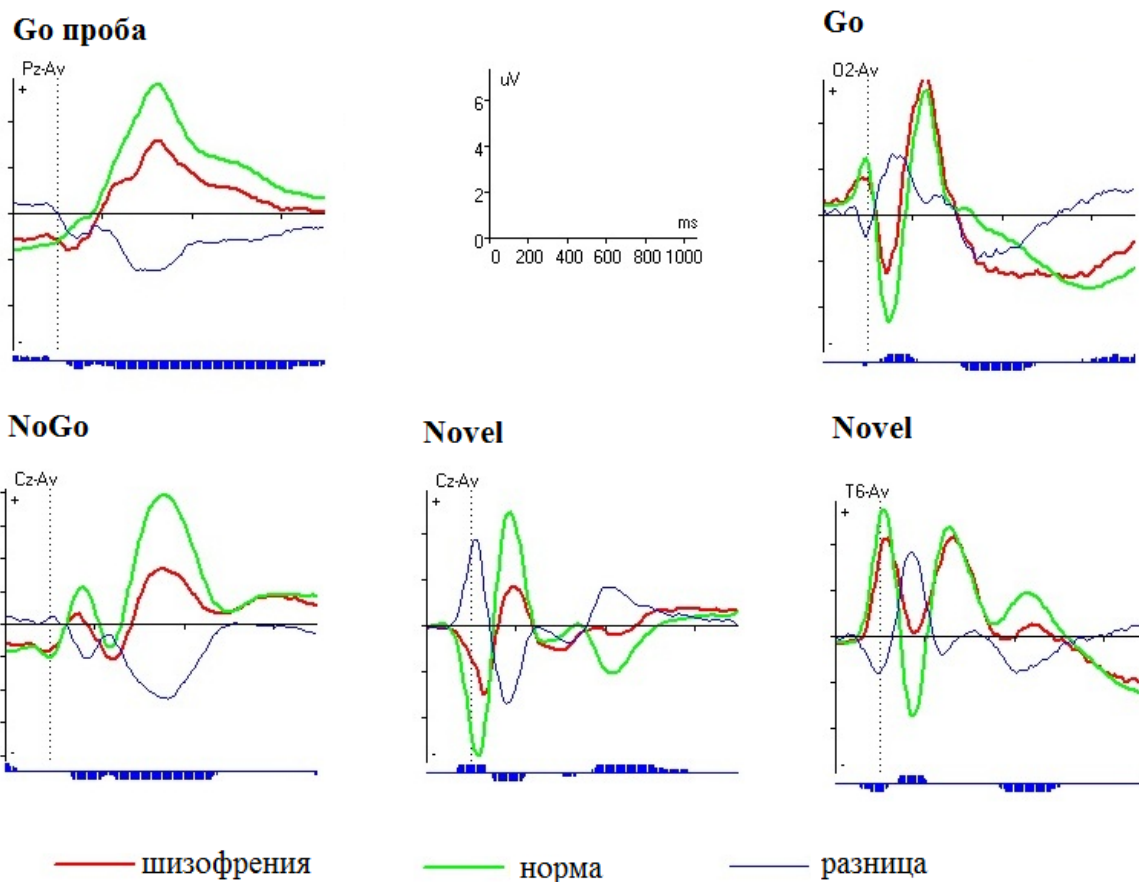 Go проба
Pz-Av
+
-
uV
6
4
2
0
ms
0 200 400 600 800 1000
Go
O2-Av
+
-
NoGo
Cz-Av
+
-
Novel
Cz-Av
+
-
Novel
T6-Av
+
-
шизофрения
норма
разница